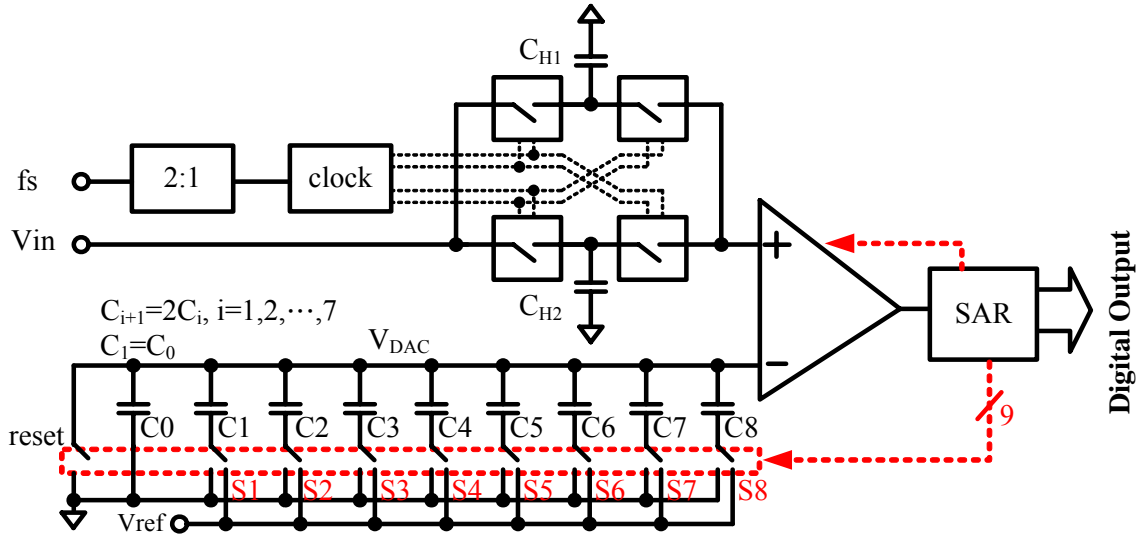 C_H1
fs
2:1
clock
Vin
+
C_H2
SAR
Digital Output
C_{i+1}=2C_i, i=1,2,⋯,7
C_1=C_0
V_DAC
−
C0 C1 C2 C3 C4 C5 C6 C7 C8
9
reset
S1 S2 S3 S4 S5 S6 S7 S8
Vref